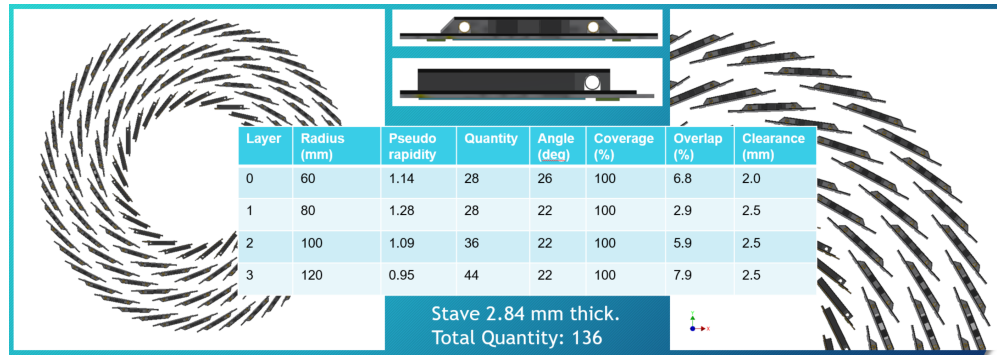 Layer Radius (mm) Pseudo rapidity Quantity Angle (deg) Coverage (%) Overlap (%) Clearance (mm)
0 60 1.14 28 26 100 6.8 2.0
1 80 1.28 28 22 100 2.9 2.5
2 100 1.09 36 22 100 5.9 2.5
3 120 0.95 44 22 100 7.9 2.5
Stave 2.84 mm thick.
Total Quantity: 136
Y
X